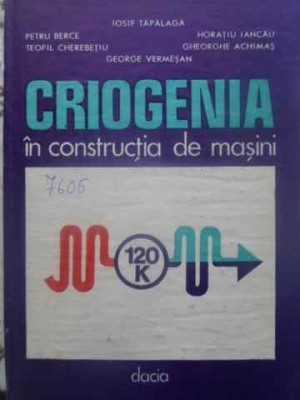 IOSIF TĂPĂLAGĂ
PETRU BERCE HORAȚIU IANCĂU
TEOFIL CHEREBEȚIU GHEORGHE ACHIMAȘ
GEORGE VERMEȘAN
CRIOGENIA
în construcția de mașini
7605
120
K
dacia